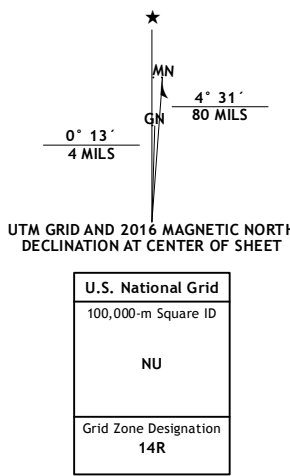 ★
MN
4° 31´
80 MILS
GN
0° 13´
4 MILS
UTM GRID AND 2016 MAGNETIC NORTH
DECLINATION AT CENTER OF SHEET
U.S. National Grid
100,000-m Square ID
NU
Grid Zone Designation
14R